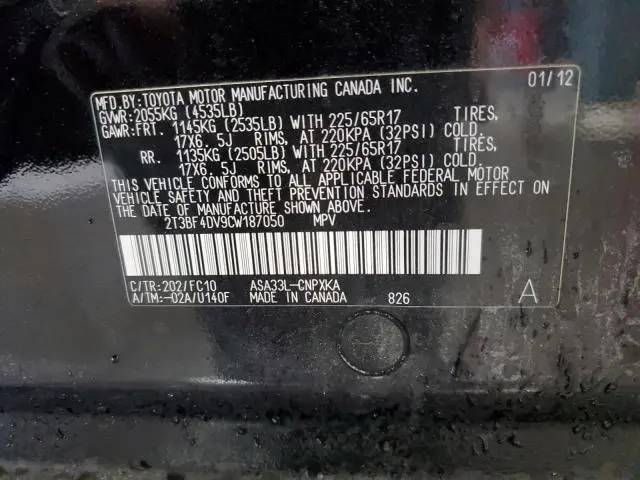 MFD.BY:TOYOTA MOTOR MANUFACTURING CANADA INC. 01/12
GVWR:2055KG (4535LB)
GAWR:FRT. 1145KG (2535LB) WITH 225/65R17 TIRES,
17X6. 5J RIMS, AT 220KPA (32PSI) COLD.
RR. 1135KG (2505LB) WITH 225/65R17 TIRES,
17X6. 5J RIMS, AT 220KPA (32PSI) COLD.
THIS VEHICLE CONFORMS TO ALL APPLICABLE FEDERAL MOTOR
VEHICLE SAFETY AND THEFT PREVENTION STANDARDS IN EFFECT ON
THE DATE OF MANUFACTURE SHOWN ABOVE.
2T3BF4DV9CW187050 MPV
C/TR:202/FC10 ASA33L-CNPXKA
A/TM:-02A/U140F MADE IN CANADA 826 A